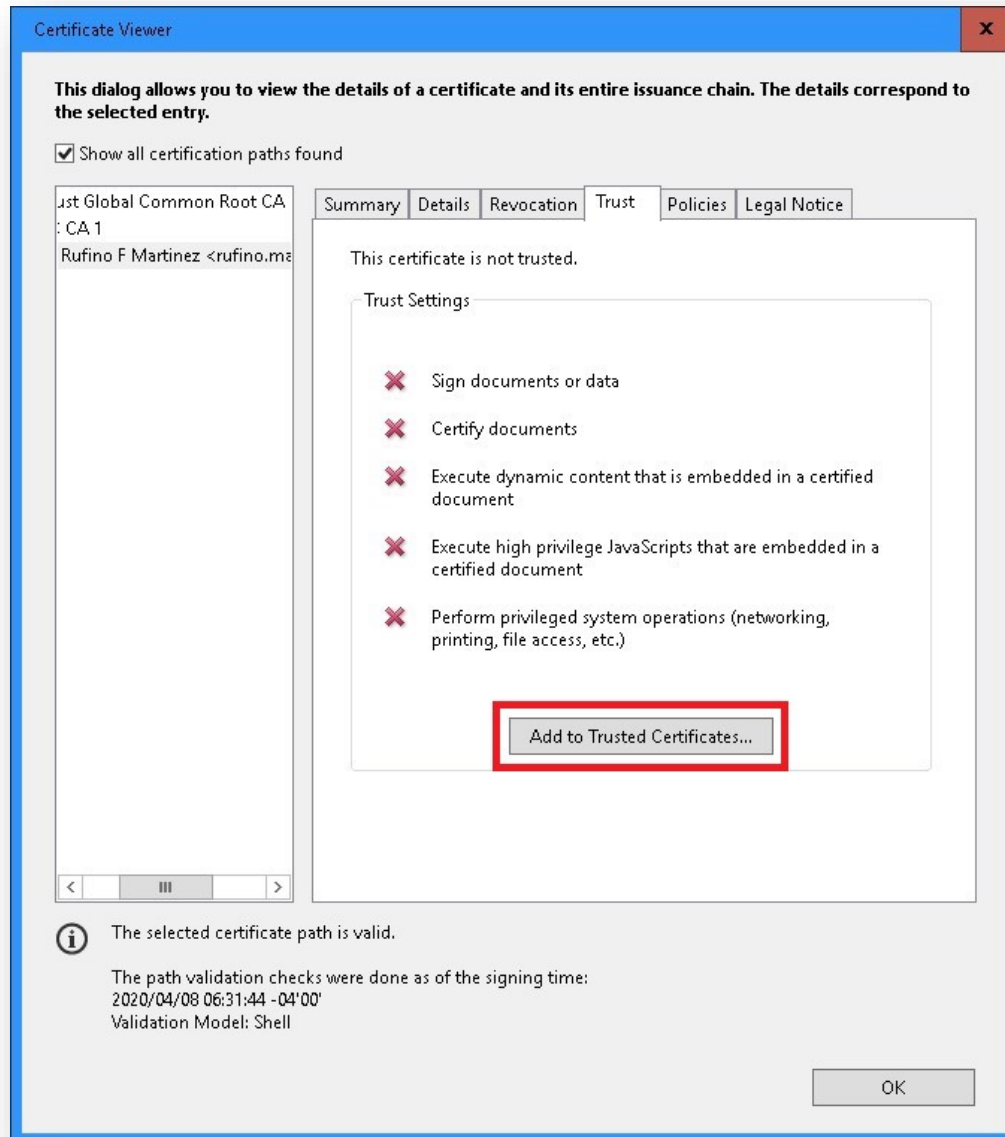 Certificate Viewer
x
This dialog allows you to view the details of a certificate and its entire issuance chain. The details correspond to
the selected entry.
Show all certification paths found
ust Global Common Root CA
CA 1
Rufino F Martinez <rufino.ma
Summary
Details
Revocation
Trust
Policies
Legal Notice
This certificate is not trusted.
Trust Settings
Sign documents or data
Certify documents
Execute dynamic content that is embedded in a certified
document
Execute high privilege JavaScripts that are embedded in a
certified document
Perform privileged system operations (networking,
printing, file access, etc.)
Add to Trusted Certificates...
The selected certificate path is valid.
The path validation checks were done as of the signing time:
2020/04/08 06:31:44 -04'00'
Validation Model: Shell
OK